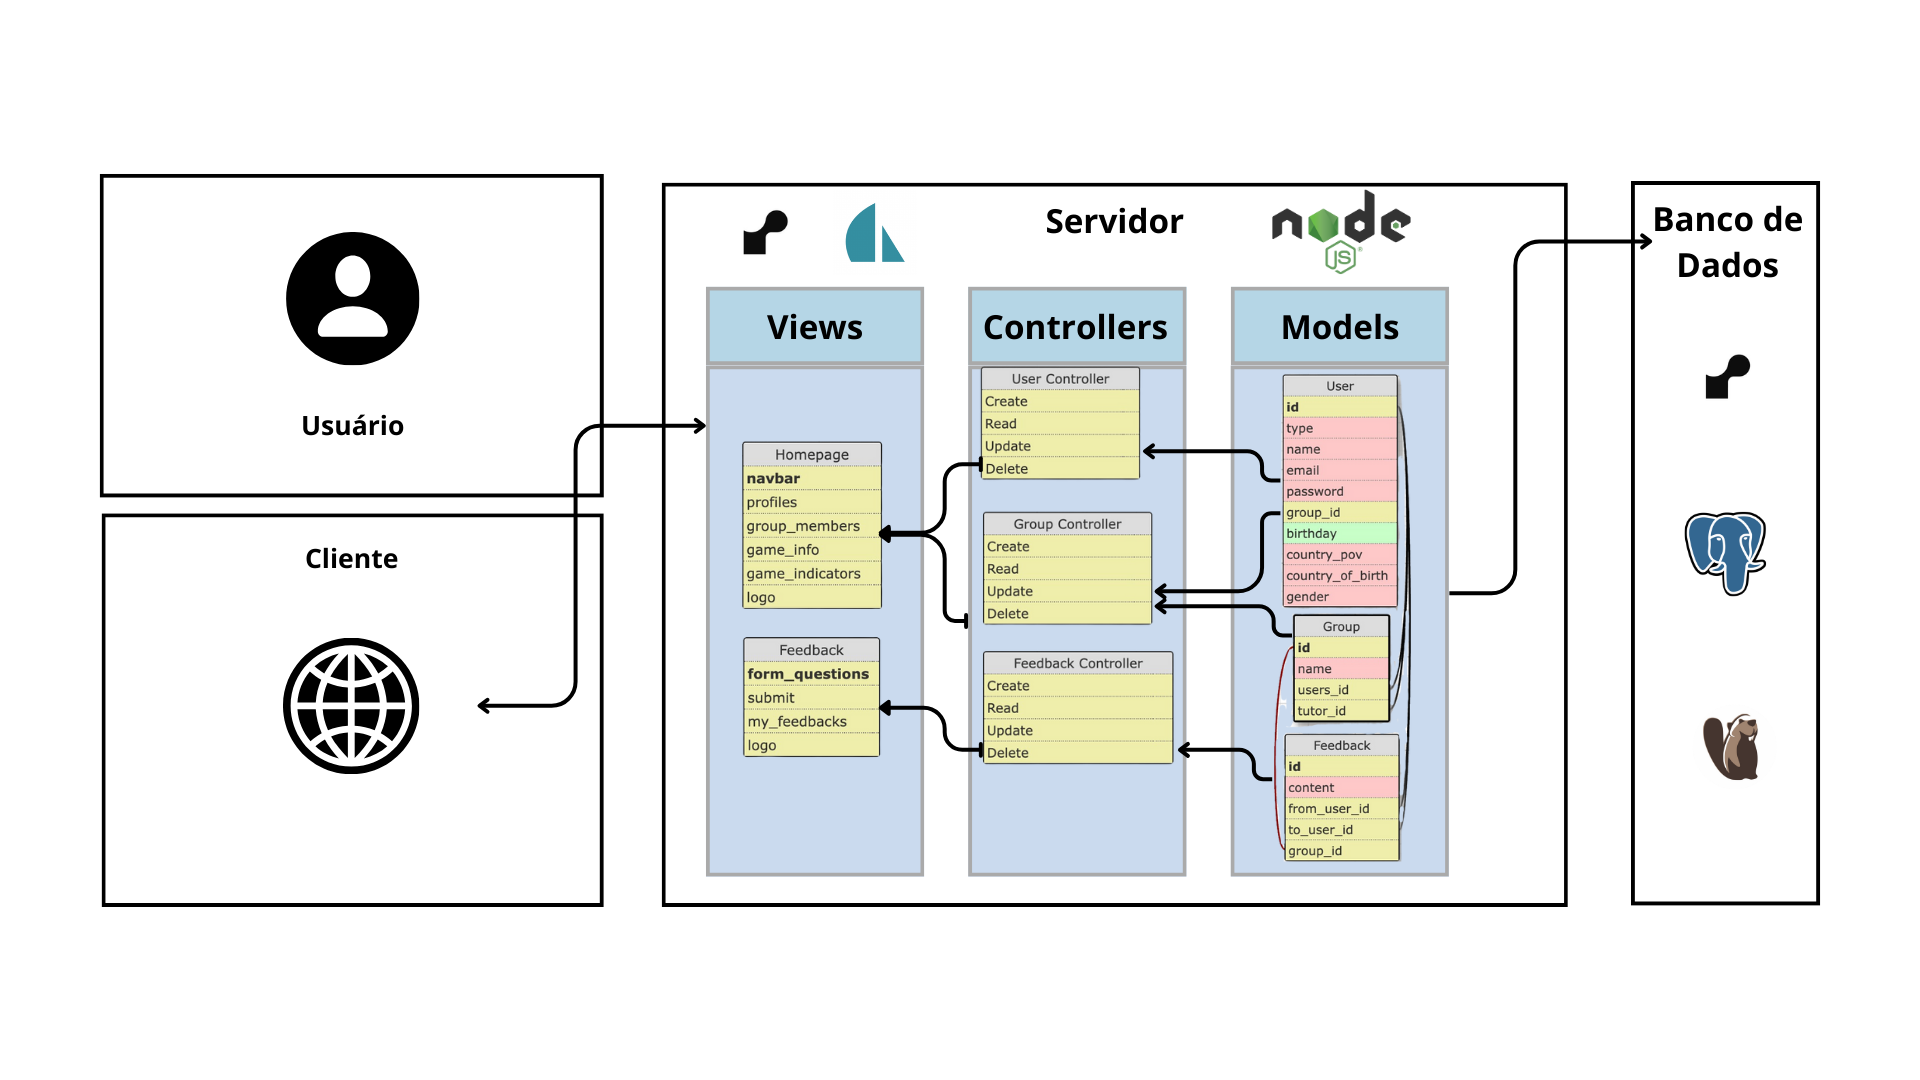 Usuário
Cliente
Servidor
node
JS
Views
Homepage
navbar
profiles
group_members
game_info
game_indicators
logo
Feedback
form_questions
submit
my_feedbacks
logo
Controllers
User Controller
Create
Read
Update
Delete
Group Controller
Create
Read
Update
Delete
Feedback Controller
Create
Read
Update
Delete
Models
User
id
type
name
email
password
group_id
birthday
country_pov
country_of_birth
gender
Group
id
name
users_id
tutor_id
Feedback
id
content
from_user_id
to_user_id
group_id
Banco de
Dados